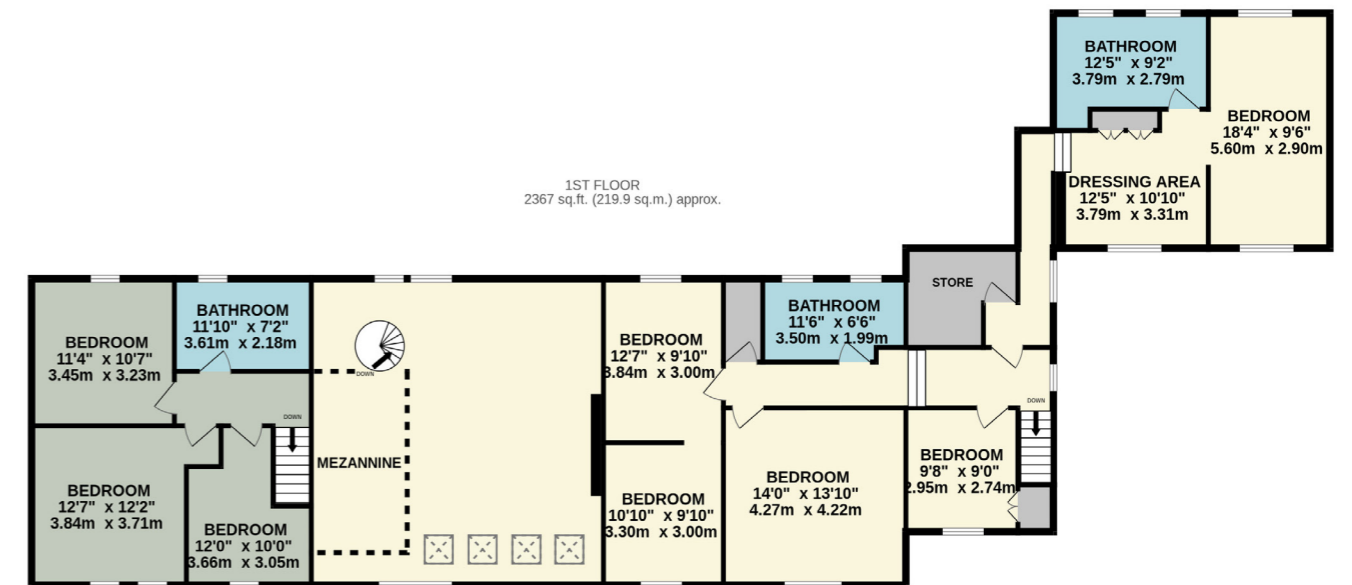 BATHROOM
12'5" x 9'2"
3.79m x 2.79m
BEDROOM
18'4" x 9'6"
5.60m x 2.90m
DRESSING AREA
12'5" x 10'10"
3.79m x 3.31m
1ST FLOOR
2367 sq.ft. (219.9 sq.m.) approx.
STORE
BEDROOM
11'4" x 10'7"
3.45m x 3.23m
BATHROOM
11'10" x 7'2"
3.61m x 2.18m
DOWN
DOWN
BEDROOM
12'7" x 9'10"
3.84m x 3.00m
BATHROOM
11'6" x 6'6"
3.50m x 1.99m
DOWN
MEZANNINE
BEDROOM
12'7" x 12'2"
3.84m x 3.71m
BEDROOM
12'0" x 10'0"
3.66m x 3.05m
BEDROOM
10'10" x 9'10"
3.30m x 3.00m
BEDROOM
14'0" x 13'10"
4.27m x 4.22m
BEDROOM
9'8" x 9'0"
2.95m x 2.74m